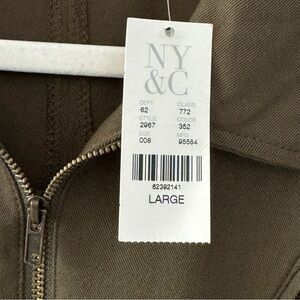 NY
&C
DEPT. CLASS
62 772
STYLE COLOR
2967 352
SIZE MFG.
008 95584
62392141
LARGE